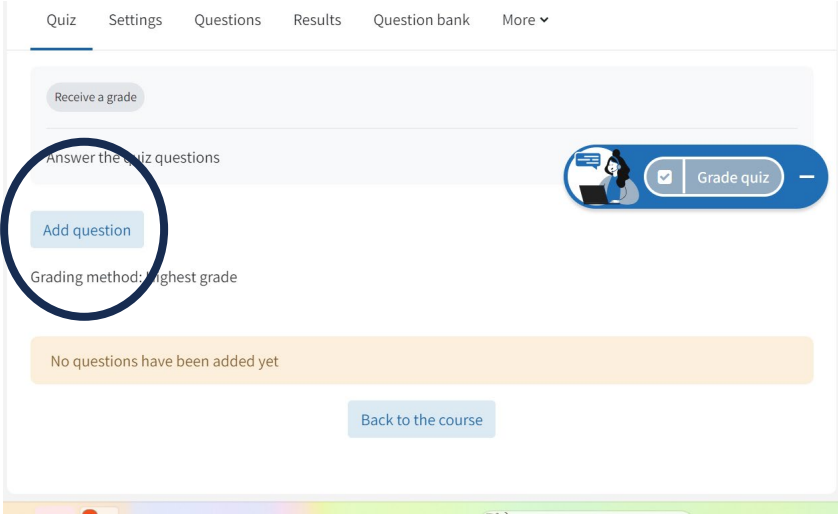 Quiz Settings Questions Results Question bank More
Receive a grade
Answer the quiz questions
Grade quiz
Add question
Grading method: Highest grade
No questions have been added yet
Back to the course